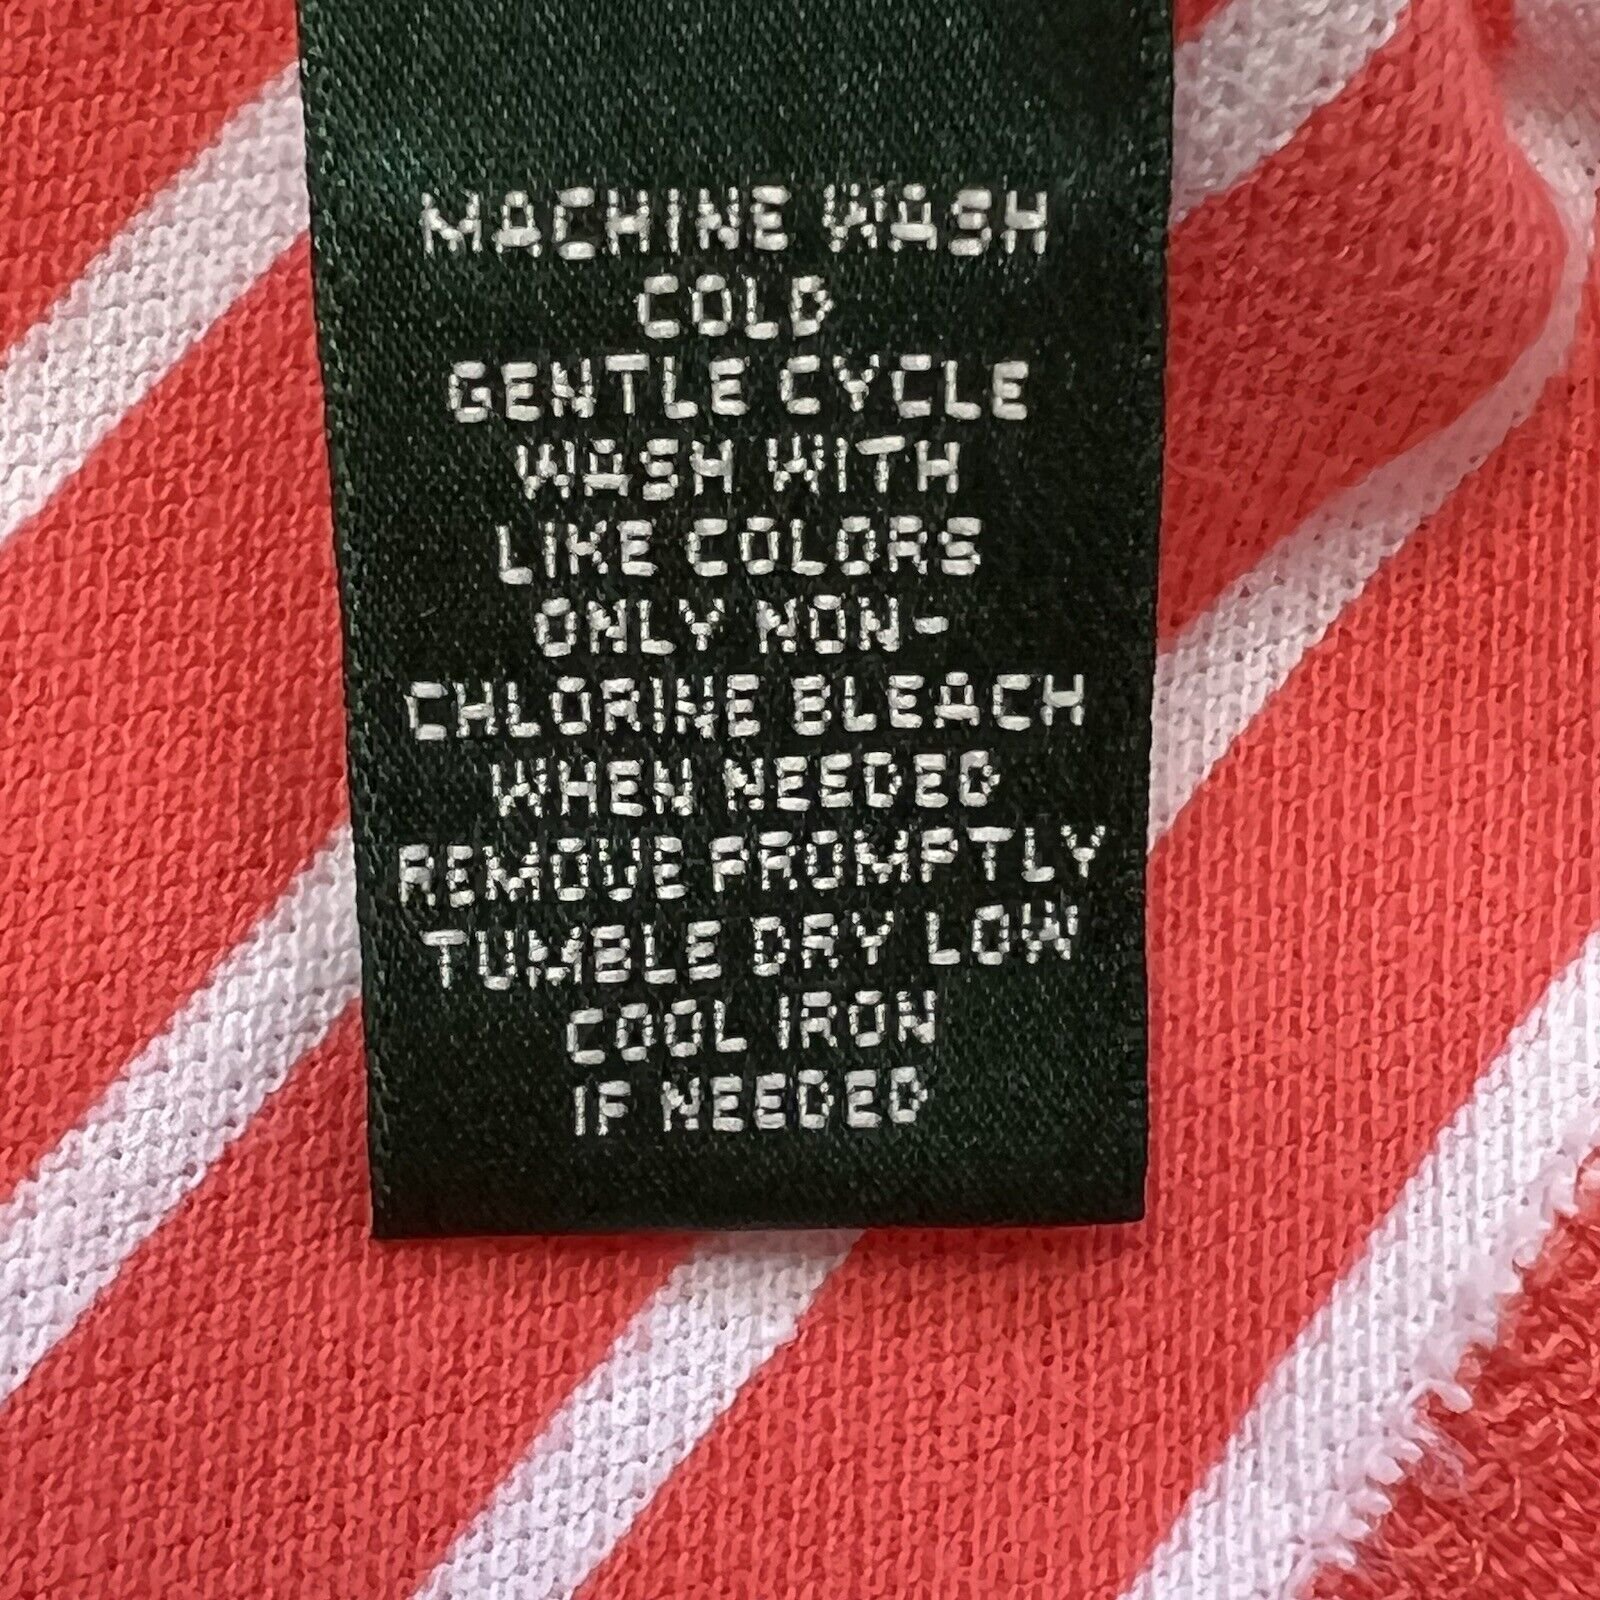 MACHINE WASH
COLD
GENTLE CYCLE
WASH WITH
LIKE COLORS
ONLY NON-
CHLORINE BLEACH
WHEN NEEDED
REMOVE PROMPTLY
TUMBLE DRY LOW
COOL IRON
IF NEEDED